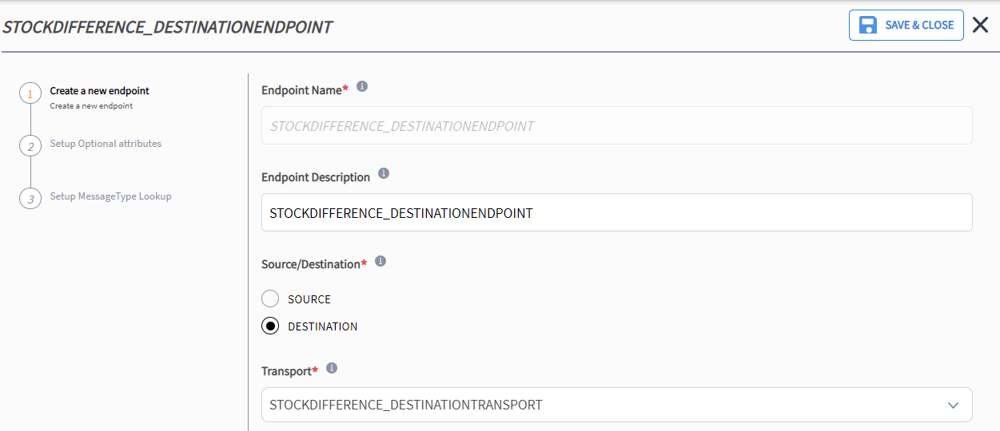 STOCKDIFFERENCE_DESTINATIONENDPOINT
SAVE & CLOSE
1
Create a new endpoint
Create a new endpoint
2
Setup Optional attributes
3
Setup MessageType Lookup
Endpoint Name*
STOCKDIFFERENCE_DESTINATIONENDPOINT
Endpoint Description
STOCKDIFFERENCE_DESTINATIONENDPOINT
Source/Destination*
SOURCE
DESTINATION
Transport*
STOCKDIFFERENCE_DESTINATIONTRANSPORT